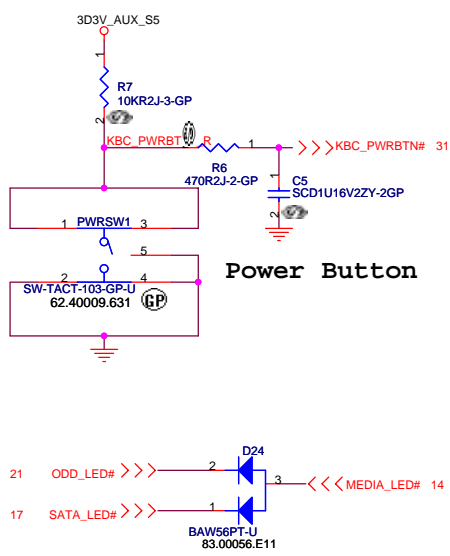 3D3V_AUX_S5
1
R7
10KR2J-3-GP
2
KBC_PWRBT
R
1
KBC_PWRBTN# 31
R6
470R2J-2-GP
1
C5
SCD1U16V2ZY-2GP
2
1 PWRSW1 3
5
2 4
SW-TACT-103-GP-U
62.40009.631
GP
Power Button
D24
21 ODD_LED# 2
3 MEDIA_LED# 14
17 SATA_LED# 1
BAW56PT-U
83.00056.E11